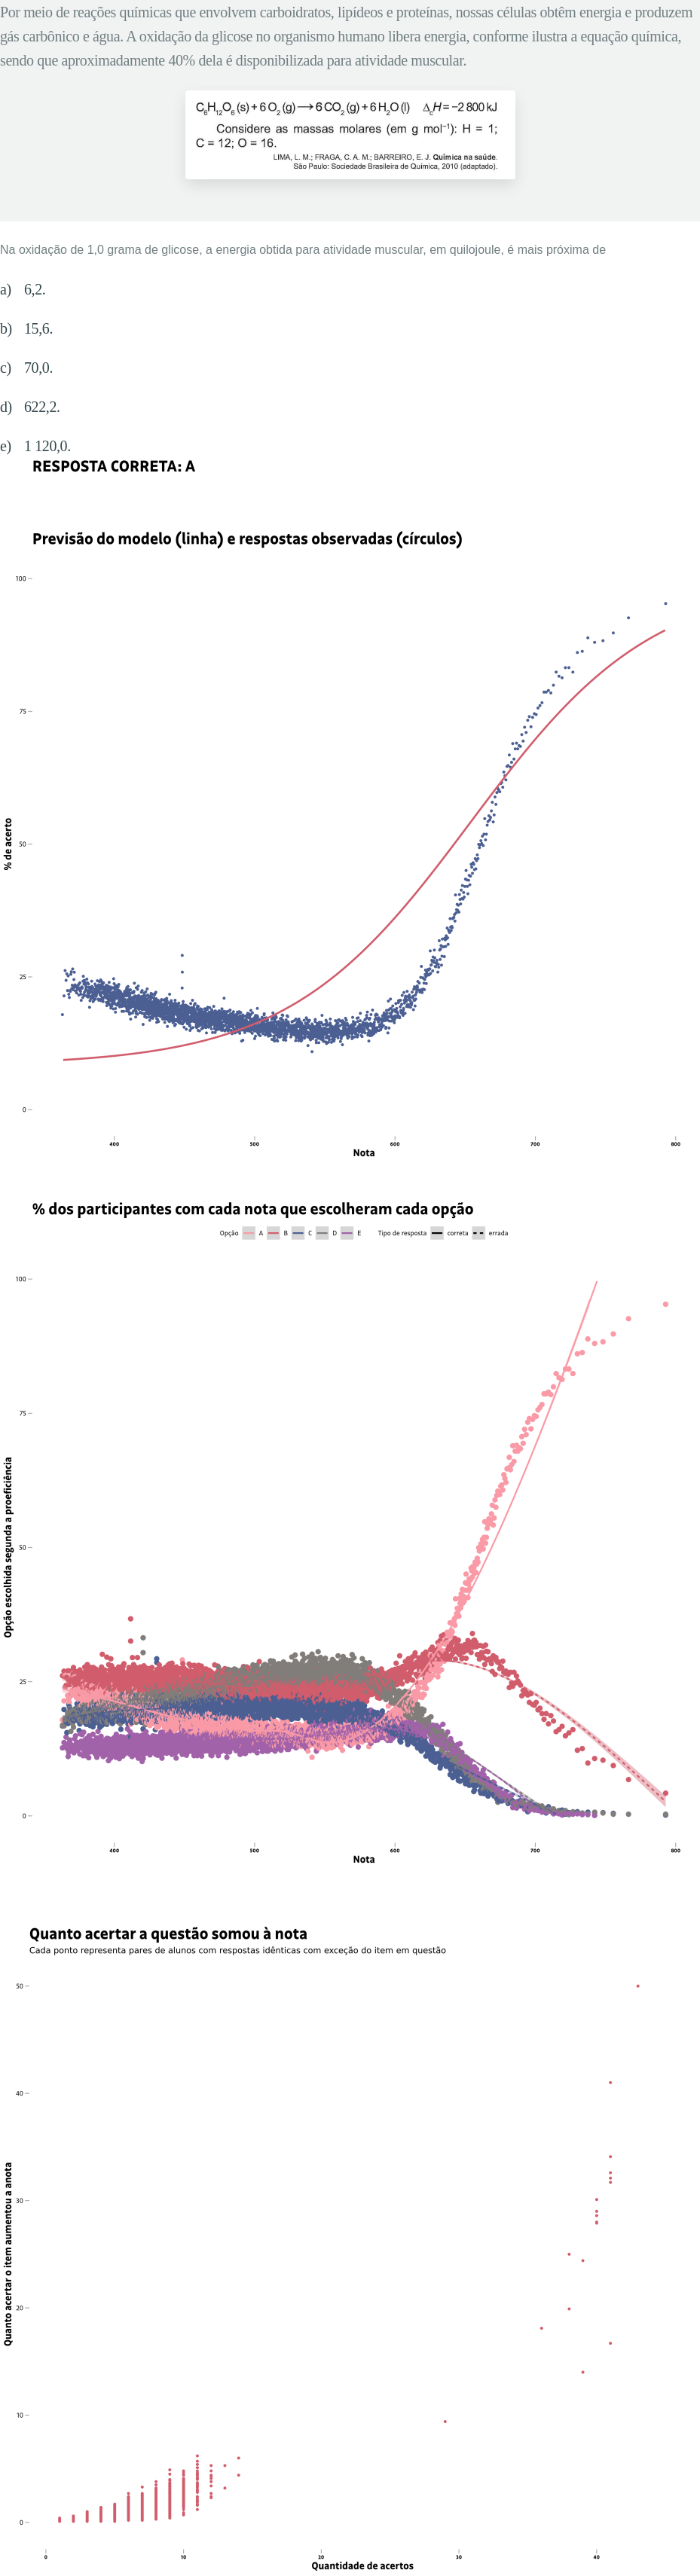 Por meio de reações químicas que envolvem carboidratos, lipídeos e proteínas, nossas células obtêm energia e produzem
gás carbônico e água. A oxidação da glicose no organismo humano libera energia, conforme ilustra a equação química,
sendo que aproximadamente 40% dela é disponibilizada para atividade muscular.
C₆H₁₂O₆ (s) + 6 O₂ (g) ⟶ 6 CO₂ (g) + 6 H₂O (l)    ΔcH = −2 800 kJ
Considere as massas molares (em g mol⁻¹): H = 1;
C = 12; O = 16.
LIMA, L. M.; FRAGA, C. A. M.; BARREIRO, E. J. Química na saúde.
São Paulo: Sociedade Brasileira de Química, 2010 (adaptado).
Na oxidação de 1,0 grama de glicose, a energia obtida para atividade muscular, em quilojoule, é mais próxima de
a) 6,2.
b) 15,6.
c) 70,0.
d) 622,2.
e) 1 120,0.
RESPOSTA CORRETA: A
Previsão do modelo (linha) e respostas observadas (círculos)
100
75
50
25
0
% de acerto
400 500 600 700 800
Nota
% dos participantes com cada nota que escolheram cada opção
Opção A B C D E Tipo de resposta correta errada
100
75
50
25
0
Opção escolhida segunda a proeficiência
400 500 600 700 800
Nota
Quanto acertar a questão somou à nota
Cada ponto representa pares de alunos com respostas idênticas com exceção do item em questão
50
40
30
20
10
0
Quanto acertar o item aumentou a anota
0 10 20 30 40
Quantidade de acertos